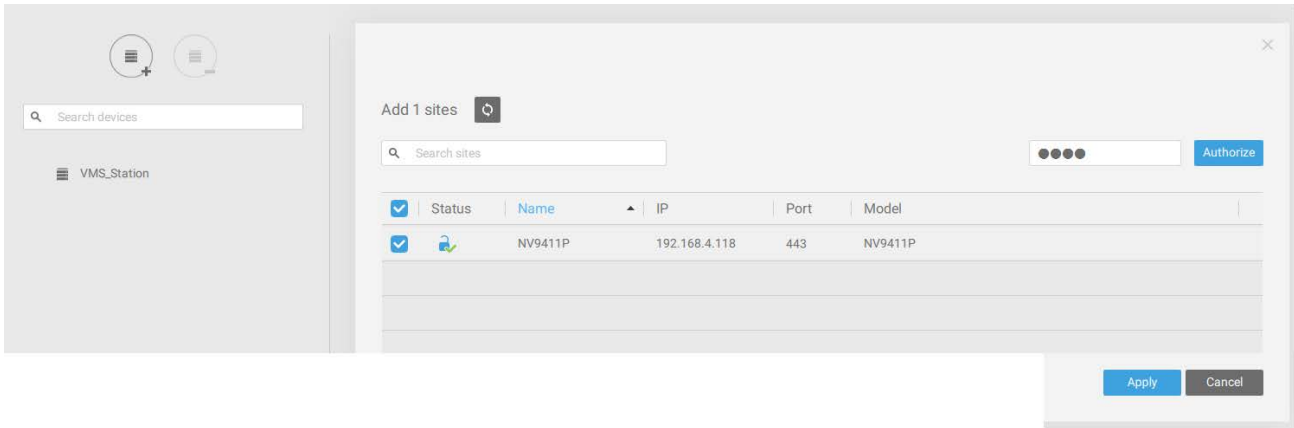 Search devices
VMS_Station
Add 1 sites
Search sites
Authorize
Status Name IP Port Model
NV9411P 192.168.4.118 443 NV9411P
Apply Cancel